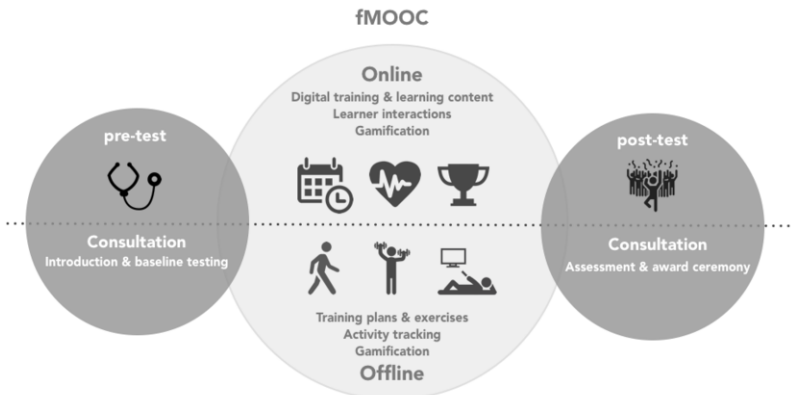 fMOOC
Online
Digital training & learning content
Learner interactions
Gamification
pre-test
Consultation
Introduction & baseline testing
Training plans & exercises
Activity tracking
Gamification
Offline
post-test
Consultation
Assessment & award ceremony